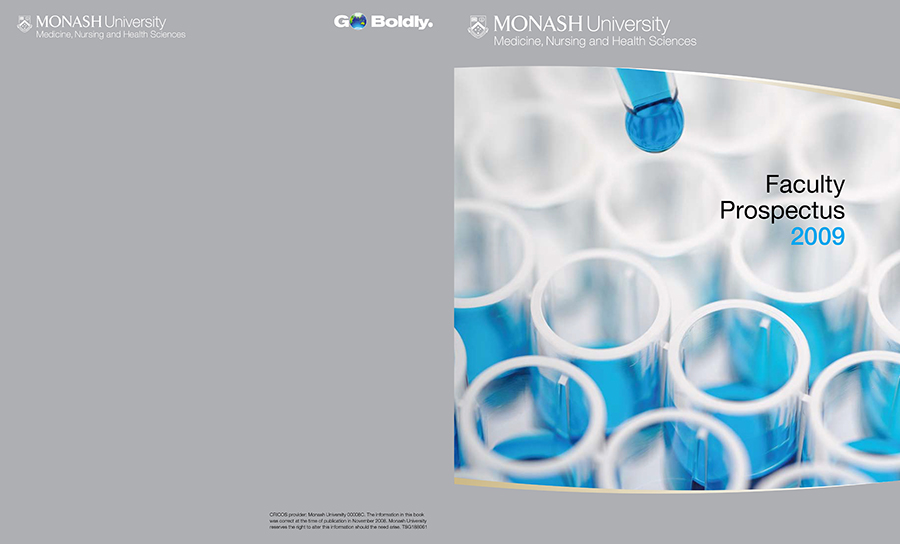 MONASH University
Medicine, Nursing and Health Sciences
GO Boldly.
CRICOS provider: Monash University 00008C. The information in this book
was correct at the time of publication in November 2008. Monash University
reserves the right to alter this information should the need arise.
MONASH University
Medicine, Nursing and Health Sciences
Faculty
Prospectus
2009